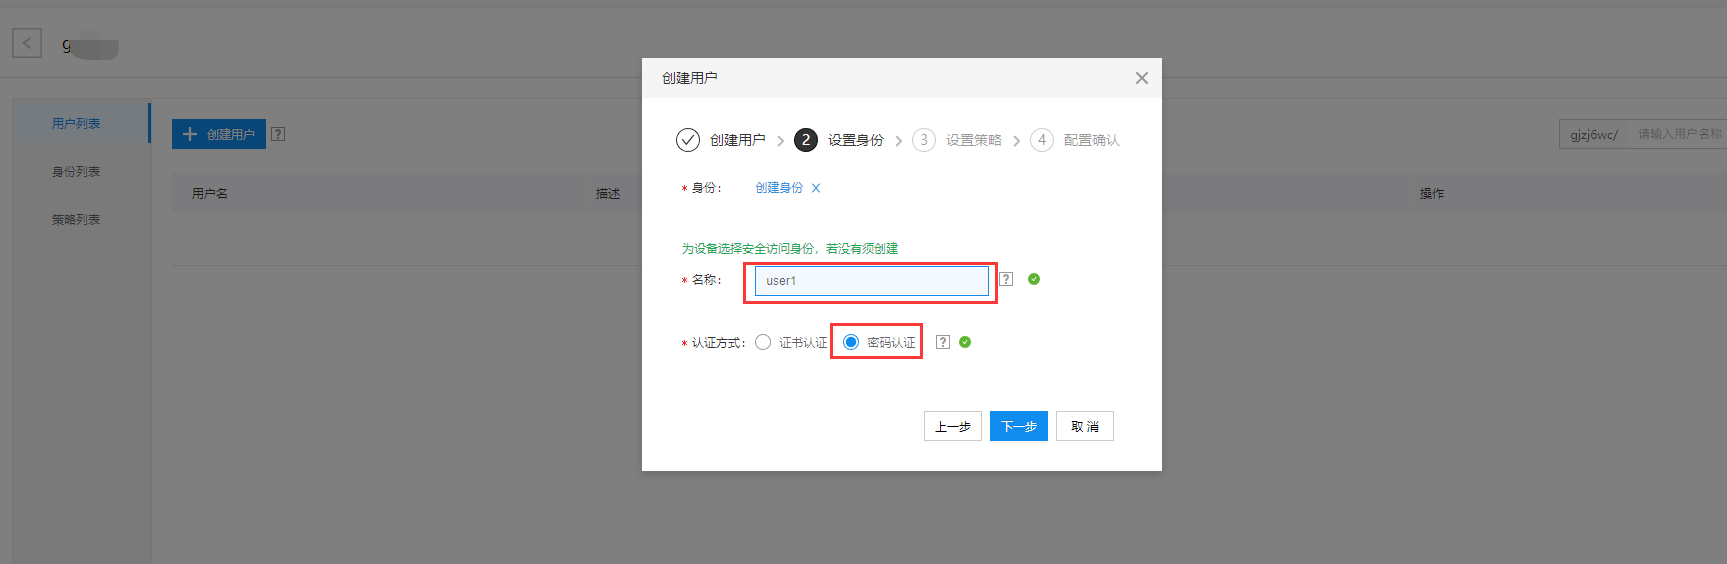 g
创建用户
用户列表
身份列表
策略列表
创建用户 ?
gjzj6wc/ 请输入用户名称
用户名 描述 操作
创建用户 2 设置身份 3 设置策略 4 配置确认
* 身份： 创建身份 X
为设备选择安全访问身份，若没有须创建
* 名称： user1 ?
* 认证方式： 证书认证 密码认证 ?
上一步 下一步 取 消